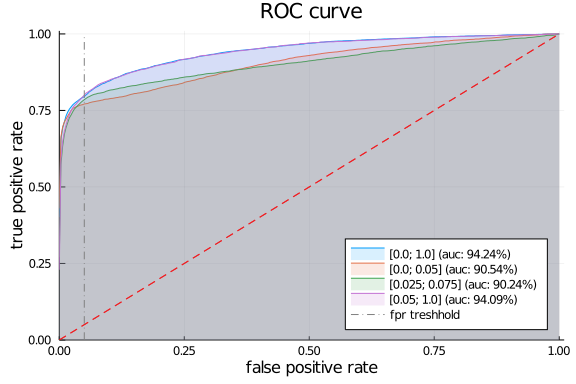 ROC curve
true positive rate
1.00
0.75
0.50
0.25
0.00
[0.0; 1.0] (auc: 94.24%)
[0.0; 0.05] (auc: 90.54%)
[0.025; 0.075] (auc: 90.24%)
[0.05; 1.0] (auc: 94.09%)
fpr treshhold
0.00 0.25 0.50 0.75 1.00
false positive rate